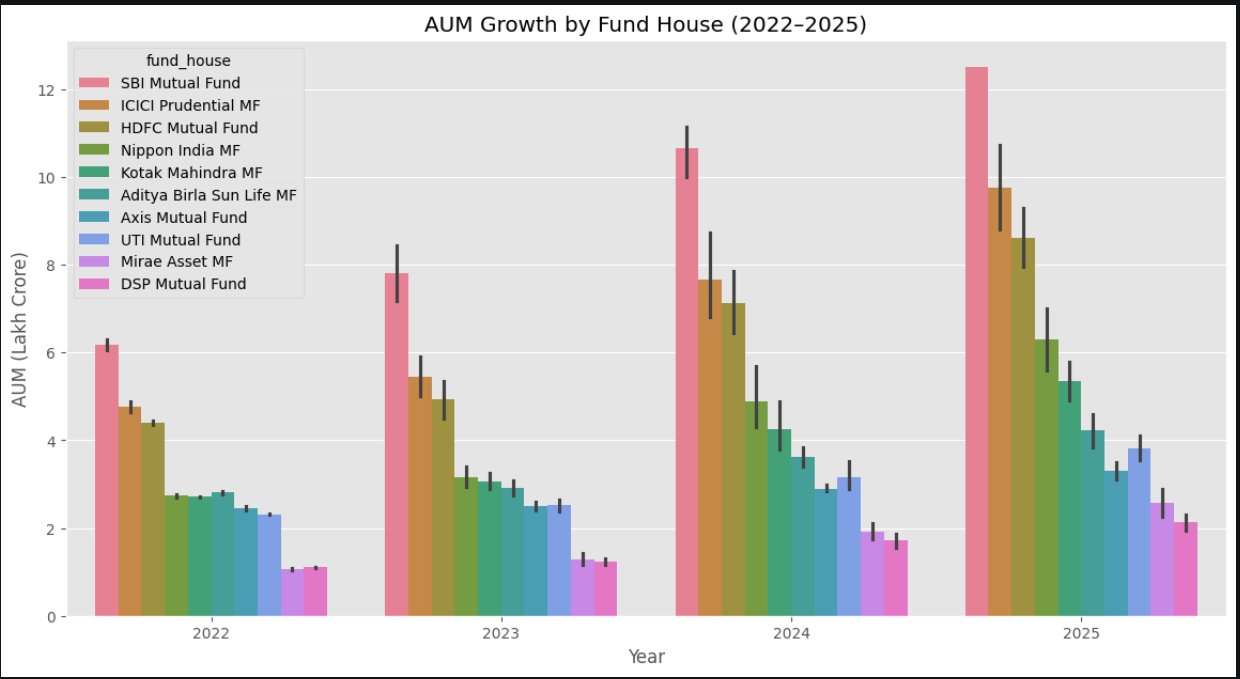 AUM Growth by Fund House (2022–2025)
fund_house
SBI Mutual Fund
ICICI Prudential MF
HDFC Mutual Fund
Nippon India MF
Kotak Mahindra MF
Aditya Birla Sun Life MF
Axis Mutual Fund
UTI Mutual Fund
Mirae Asset MF
DSP Mutual Fund
AUM (Lakh Crore)
12
10
8
6
4
2
0
2022 2023 2024 2025
Year